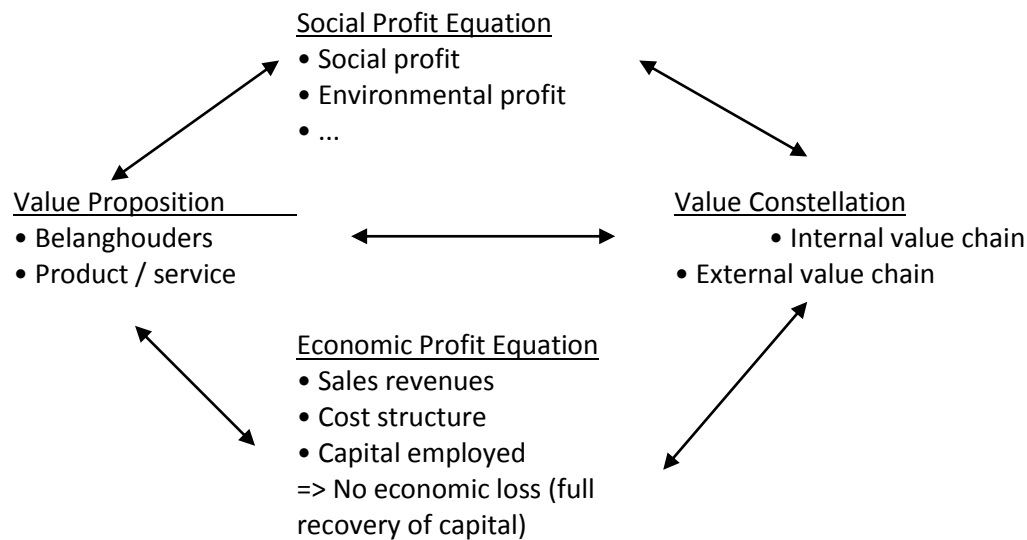 Social Profit Equation
• Social profit
• Environmental profit
• ...
Value Proposition
• Belanghouders
• Product / service
Value Constellation
• Internal value chain
• External value chain
Economic Profit Equation
• Sales revenues
• Cost structure
• Capital employed
=> No economic loss (full
recovery of capital)